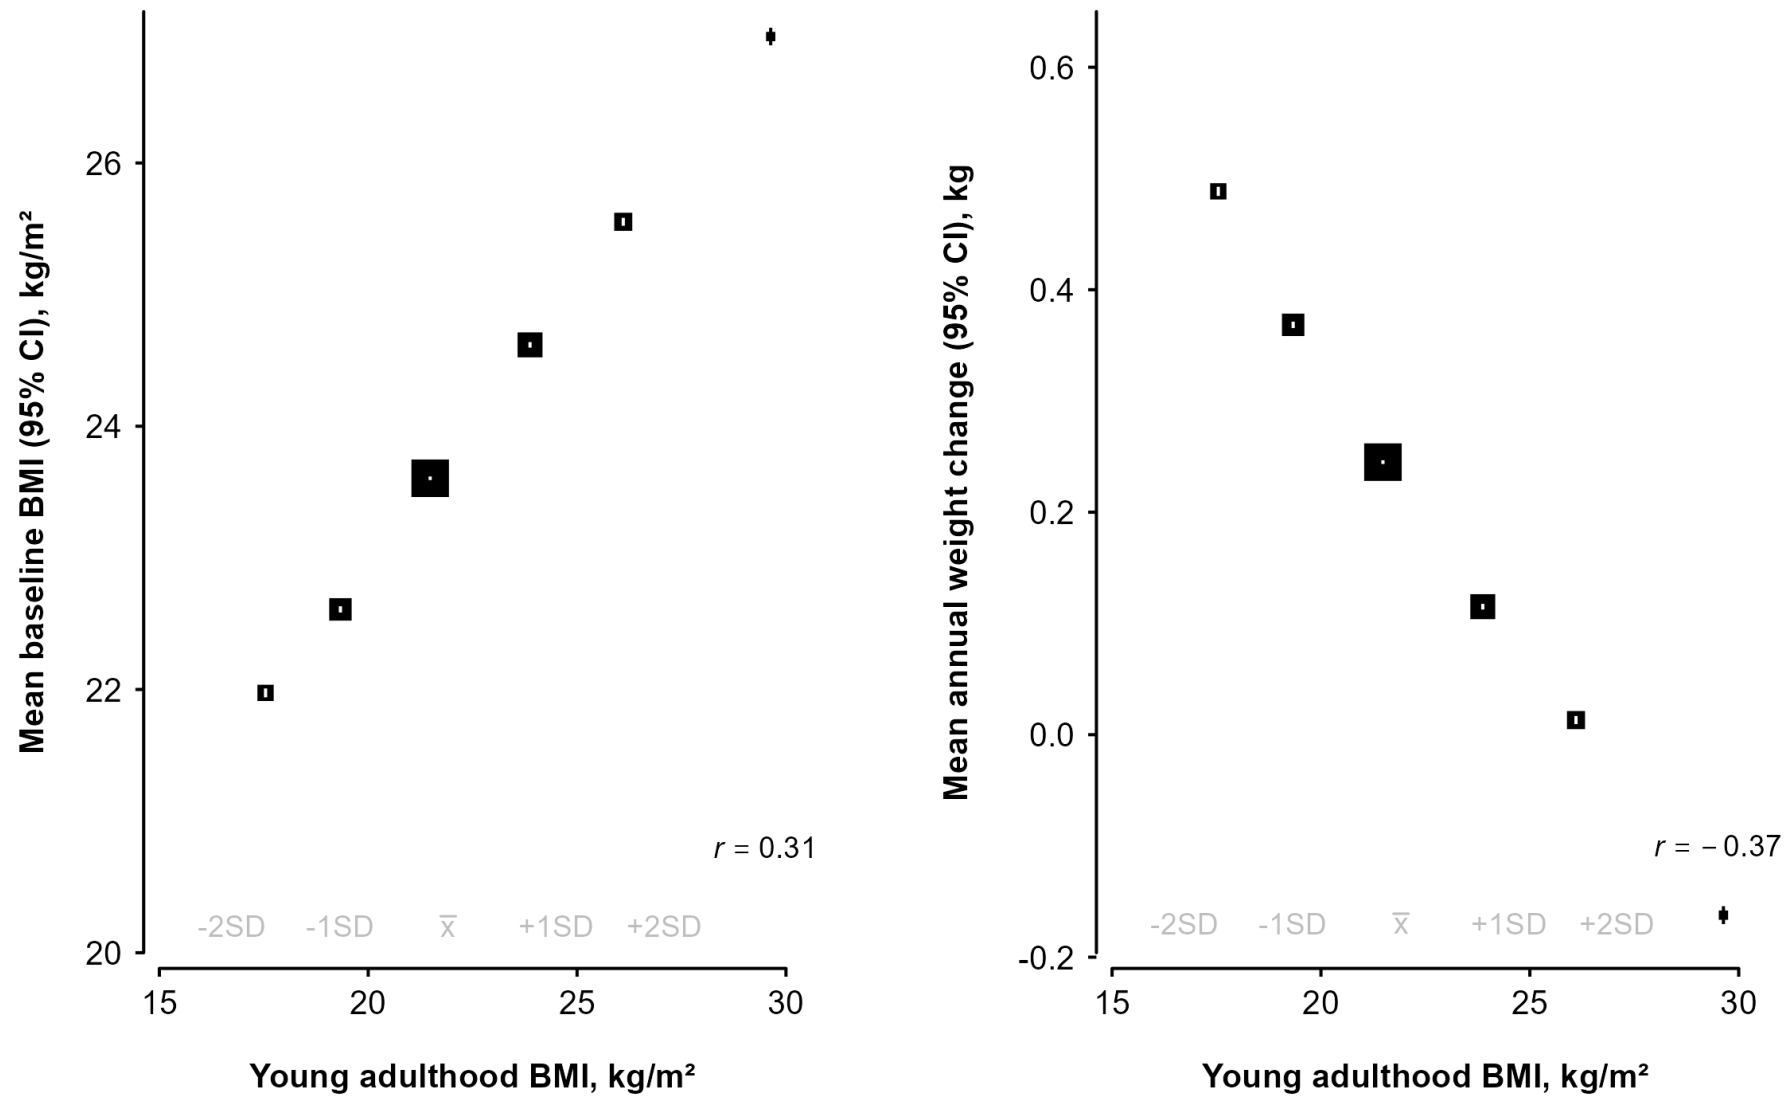 Mean baseline BMI (95% CI), kg/m²
26
24
22
20
r = 0.31
-2SD -1SD x̅ +1SD +2SD
15 20 25 30
Young adulthood BMI, kg/m²
Mean annual weight change (95% CI), kg
0.6
0.4
0.2
0.0
-0.2
r = − 0.37
-2SD -1SD x̅ +1SD +2SD
15 20 25 30
Young adulthood BMI, kg/m²